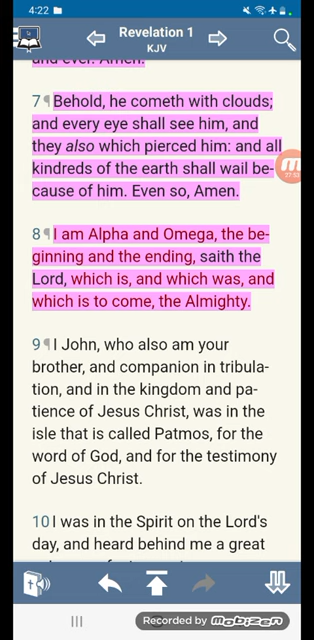 4:22
Revelation 1
KJV
and ever. Amen.
7 ¶ Behold, he cometh with clouds;
and every eye shall see him, and
they also which pierced him: and all
kindreds of the earth shall wail be-
cause of him. Even so, Amen.
8 ¶ I am Alpha and Omega, the be-
ginning and the ending, saith the
Lord, which is, and which was, and
which is to come, the Almighty.
9 ¶ I John, who also am your
brother, and companion in tribula-
tion, and in the kingdom and pa-
tience of Jesus Christ, was in the
isle that is called Patmos, for the
word of God, and for the testimony
of Jesus Christ.
10 I was in the Spirit on the Lord's
day, and heard behind me a great
Recorded by mobizen